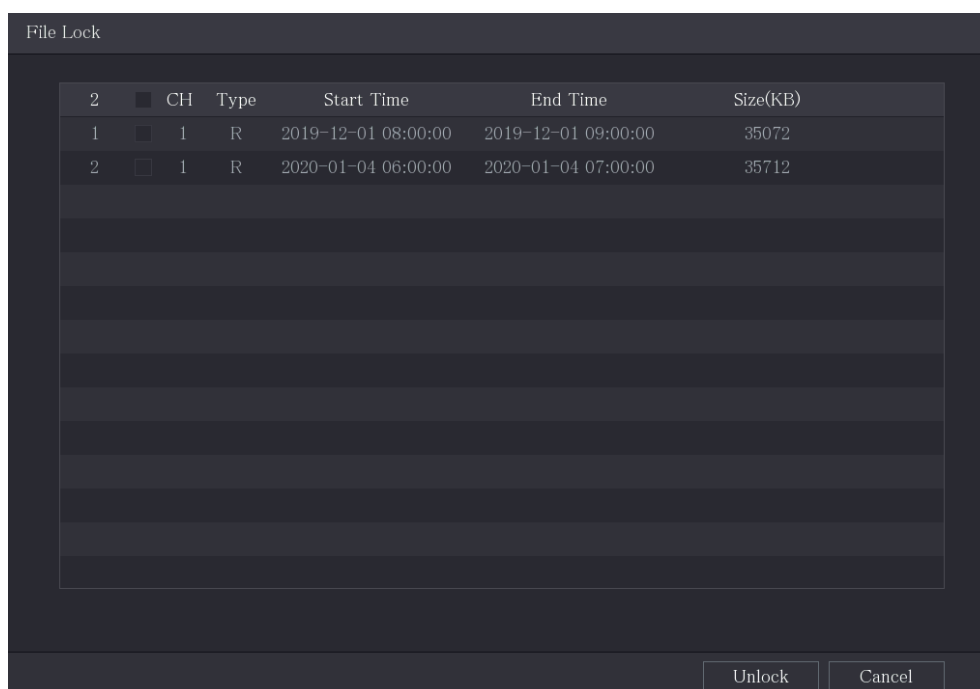 File Lock
2 CH Type Start Time End Time Size(KB)
1 1 R 2019-12-01 08:00:00 2019-12-01 09:00:00 35072
2 1 R 2020-01-04 06:00:00 2020-01-04 07:00:00 35712
Unlock Cancel